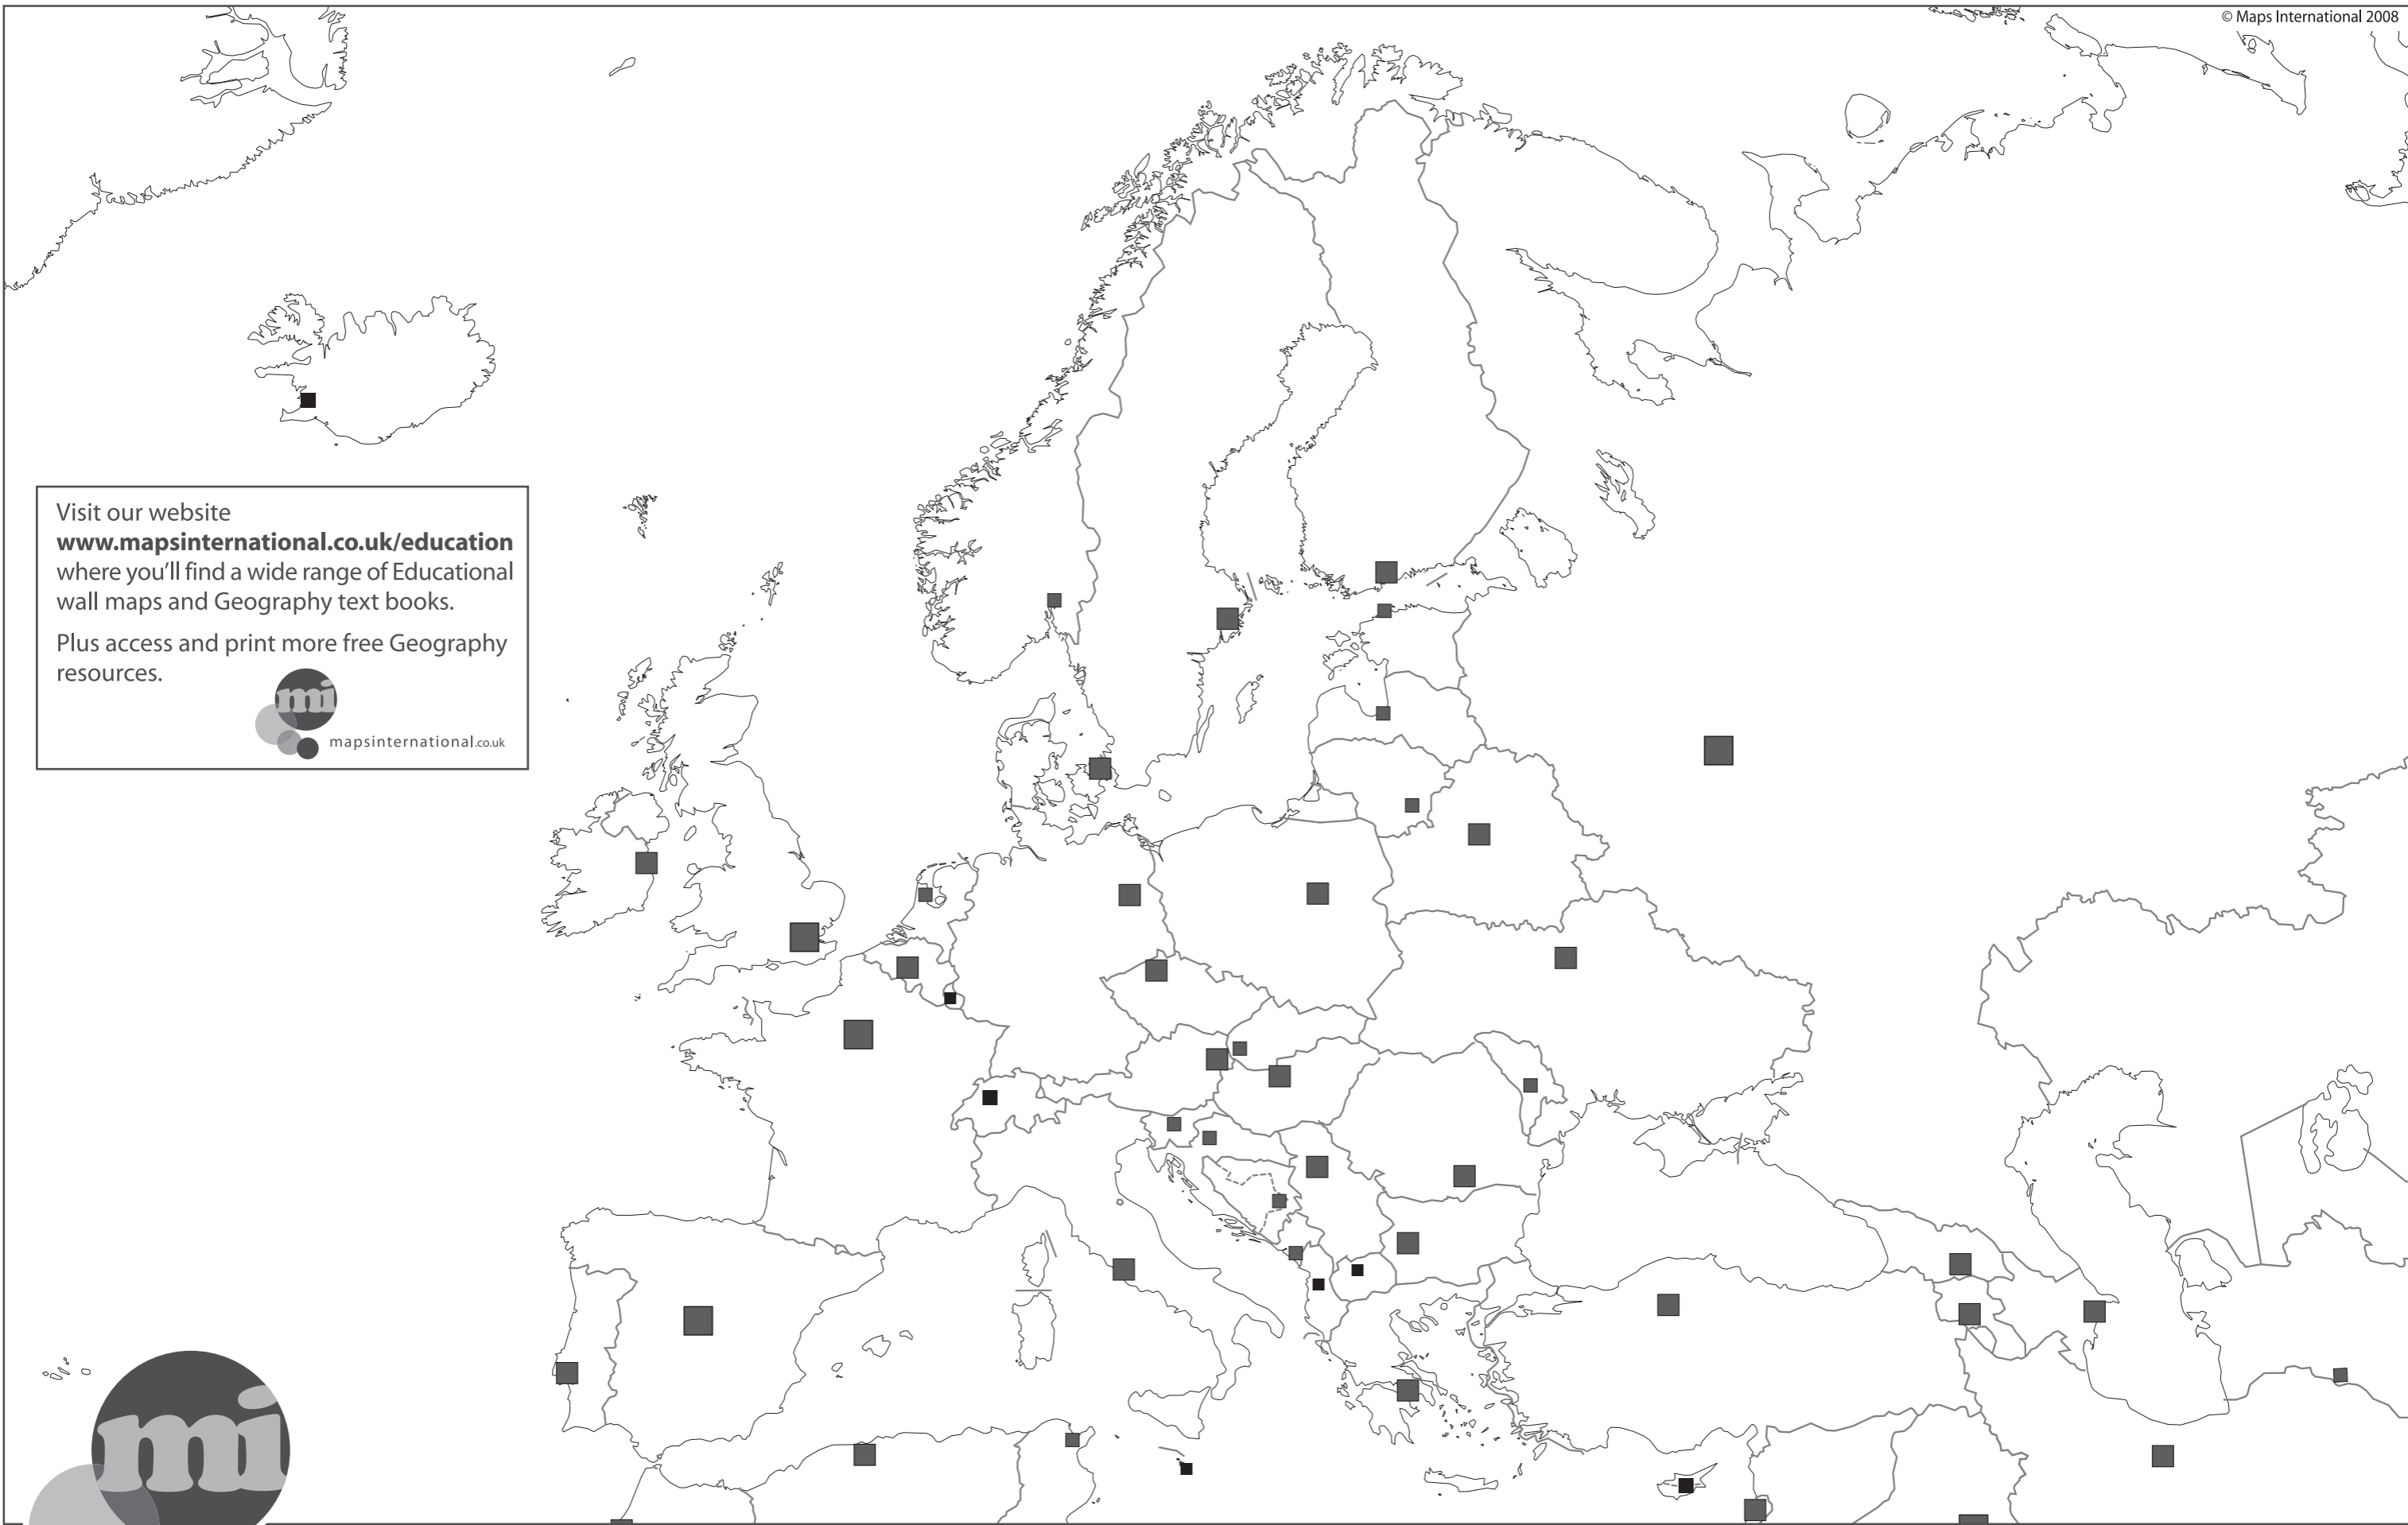 © Maps International 2008
Visit our website
www.mapsinternational.co.uk/education
where you'll find a wide range of Educational
wall maps and Geography text books.
Plus access and print more free Geography
resources.
mi
mapsinternational.co.uk
mi